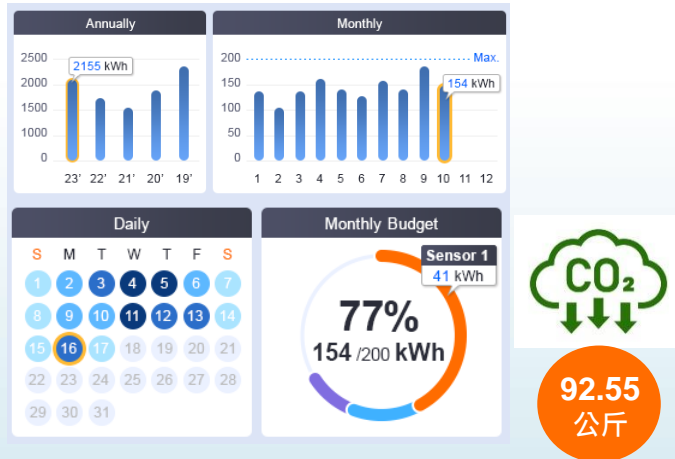 Annually
2500
2000
1500
1000
0
2155 kWh
23' 22' 21' 20' 19'
Monthly
200
150
100
50
0
Max.
154 kWh
1 2 3 4 5 6 7 8 9 10 11 12
Daily
S M T W T F S
1 2 3 4 5 6 7
8 9 10 11 12 13 14
15 16 17 18 19 20 21
22 23 24 25 26 27 28
29 30 31
Monthly Budget
Sensor 1
41 kWh
77%
154 /200 kWh
CO₂
92.55
公斤